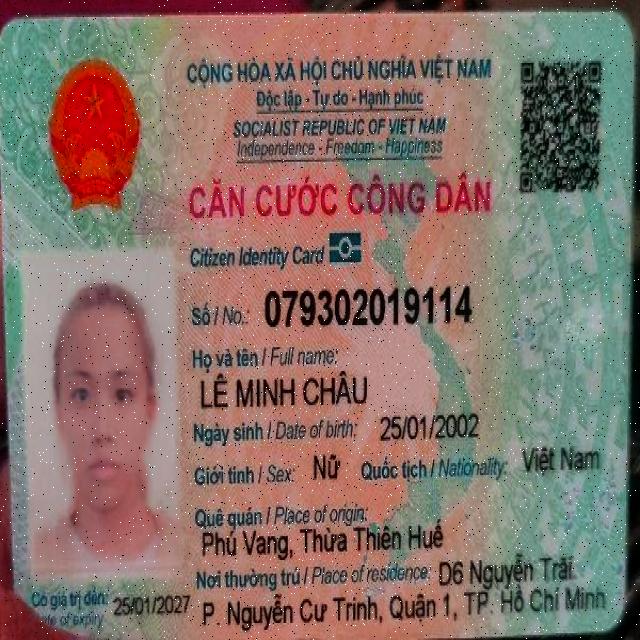 CỘNG HÒA XÃ HỘI CHỦ NGHĨA VIỆT NAM
Độc lập - Tự do - Hạnh phúc
SOCIALIST REPUBLIC OF VIET NAM
Independence - Freedom - Happiness
CĂN CƯỚC CÔNG DÂN
Citizen Identity Card
Số / No.: 079302019114
Họ và tên / Full name:
LÊ MINH CHÂU
Ngày sinh / Date of birth: 25/01/2002
Giới tính / Sex: Nữ Quốc tịch / Nationality: Việt Nam
Quê quán / Place of origin:
Phú Vang, Thừa Thiên Huế
Nơi thường trú / Place of residence: D6 Nguyễn Trãi
P. Nguyễn Cư Trinh, Quận 1, TP. Hồ Chí Minh
Có giá trị đến: 25/01/2027
of expiry